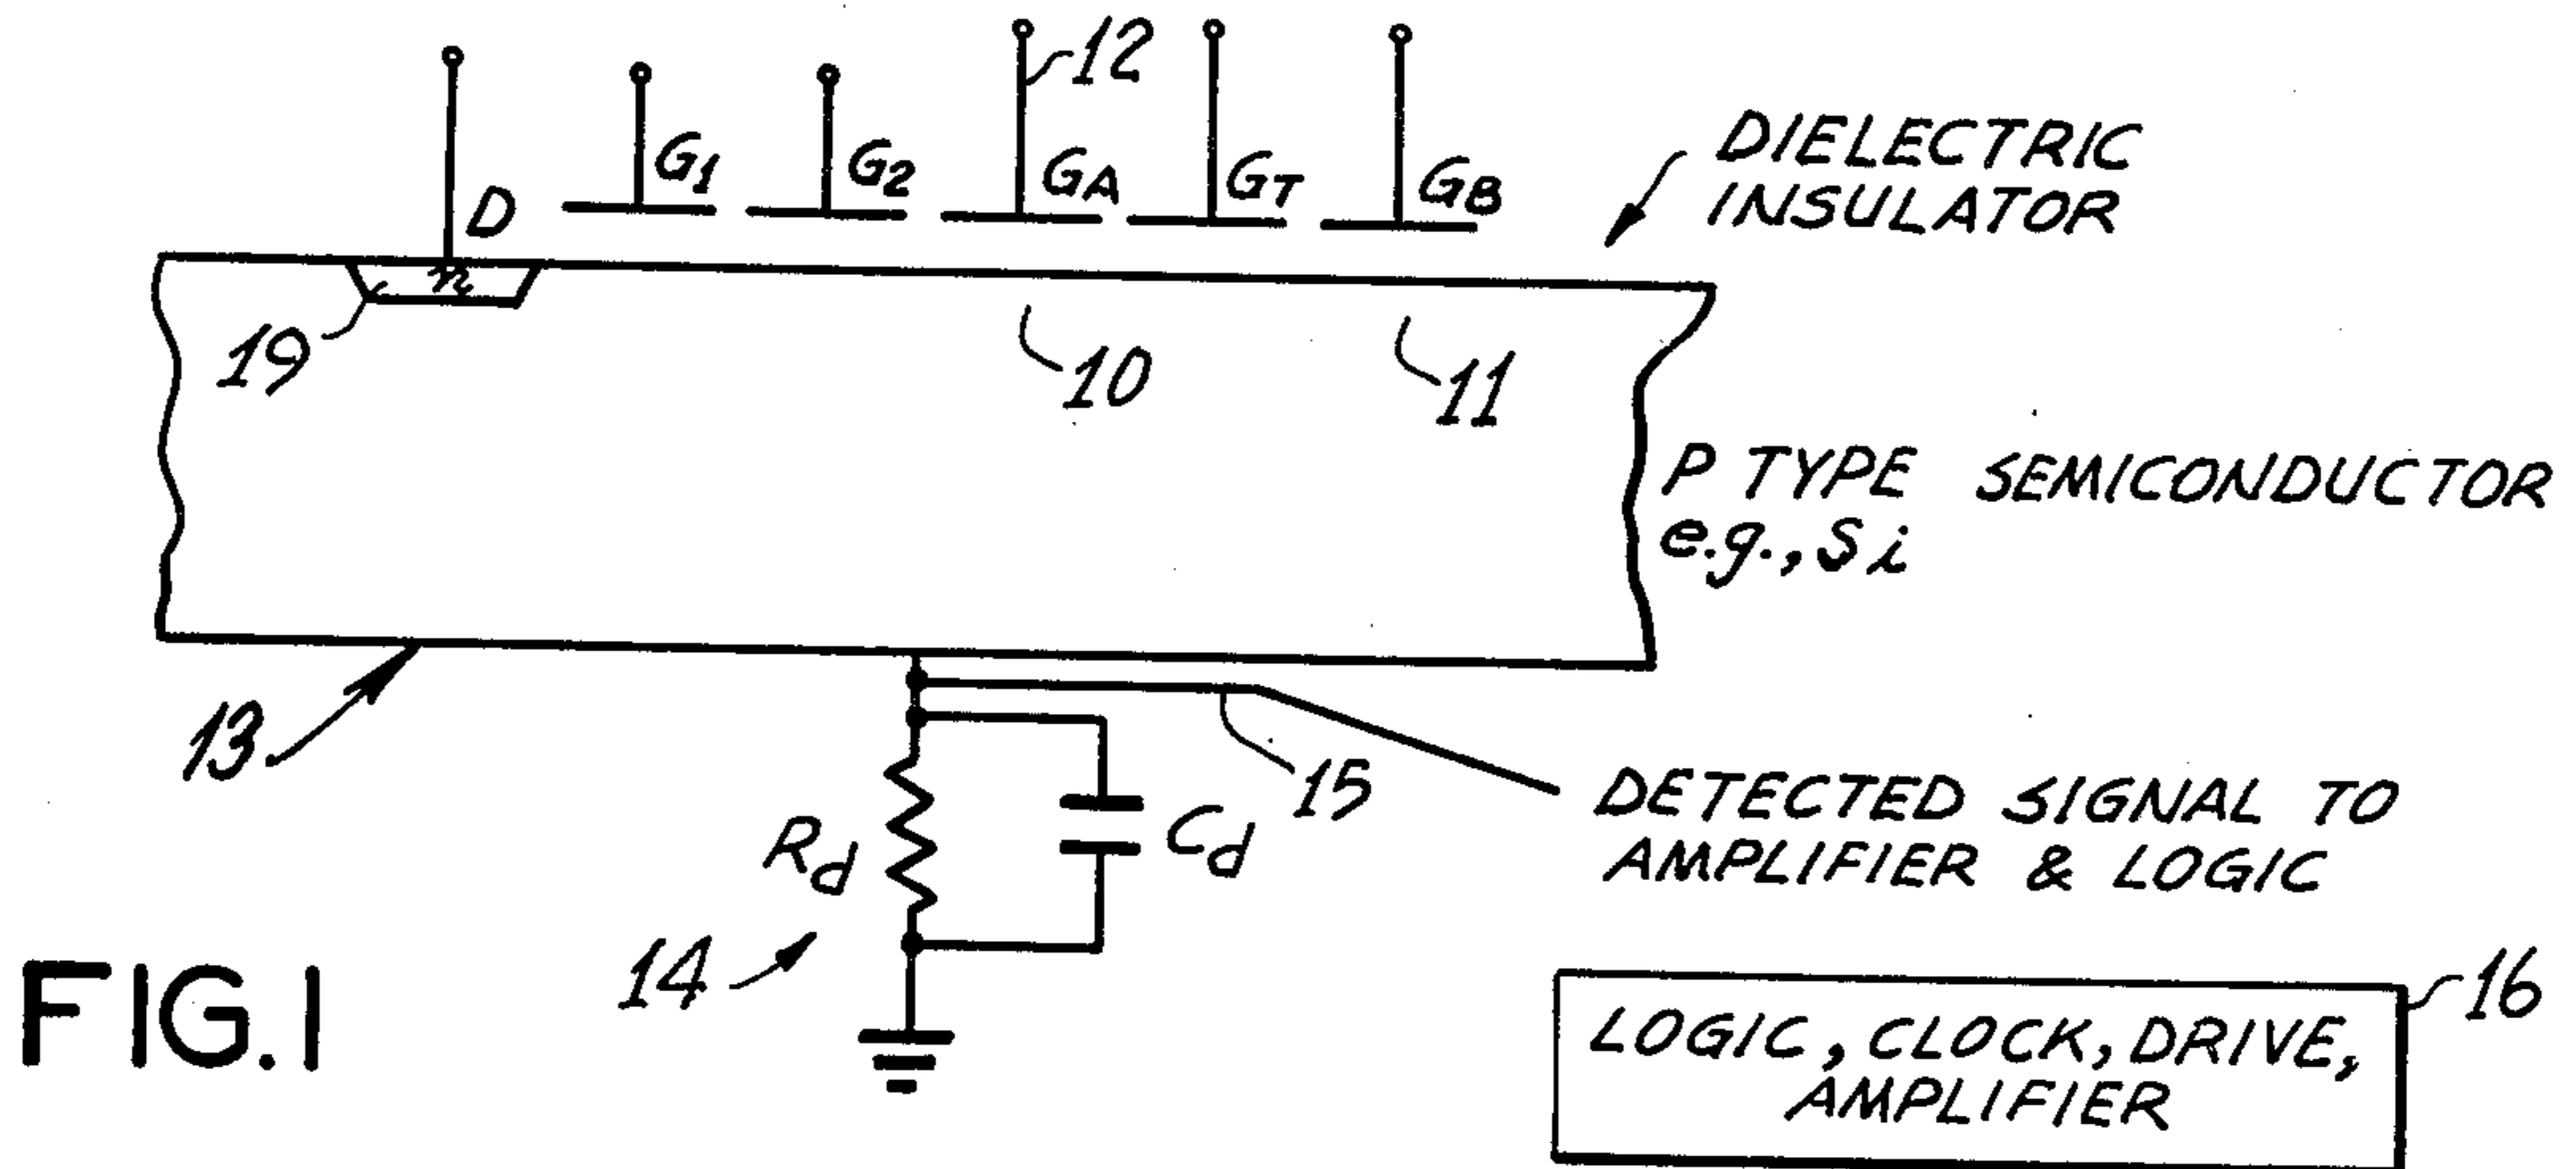 12
D
G1
G2
GA
GT
GB
DIELECTRIC
INSULATOR
n
19
10
11
P TYPE SEMICONDUCTOR
e.g., Si
13
15
Rd
Cd
DETECTED SIGNAL TO
AMPLIFIER & LOGIC
14
FIG. 1
16
LOGIC, CLOCK, DRIVE,
AMPLIFIER